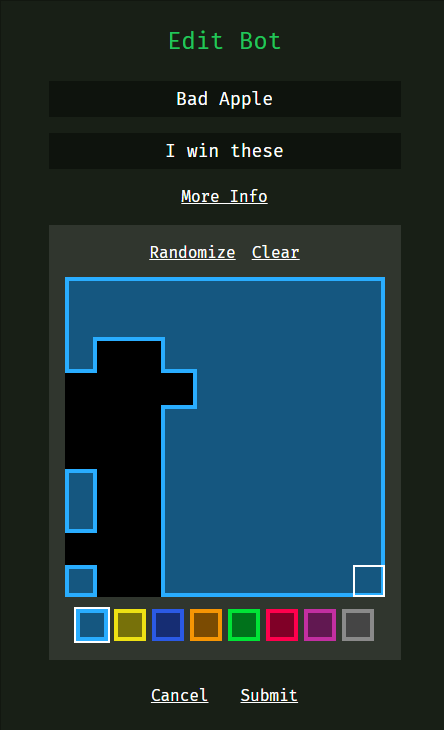 Edit Bot
Bad Apple
I win these
More Info
Randomize Clear
Cancel Submit